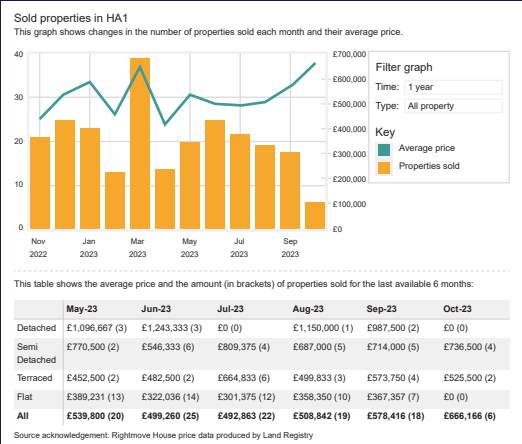 Sold properties in HA1
This graph shows changes in the number of properties sold each month and their average price.
40
30
20
10
0
£700,000
£600,000
£500,000
£400,000
£300,000
£200,000
£100,000
£0
Nov 2022
Jan 2023
Mar 2023
May 2023
Jul 2023
Sep 2023
Filter graph
Time: 1 year
Type: All property
Key
Average price
Properties sold
This table shows the average price and the amount (in brackets) of properties sold for the last available 6 months:
May-23 Jun-23 Jul-23 Aug-23 Sep-23 Oct-23
Detached £1,096,667 (3) £1,243,333 (3) £0 (0) £1,150,000 (1) £987,500 (2) £0 (0)
Semi Detached £770,500 (2) £546,333 (6) £809,375 (4) £687,000 (5) £714,000 (5) £736,500 (4)
Terraced £452,500 (2) £482,500 (2) £664,833 (6) £499,833 (3) £573,750 (4) £525,500 (2)
Flat £389,231 (13) £322,036 (14) £301,375 (12) £358,350 (10) £367,357 (7) £0 (0)
All £539,800 (20) £499,260 (25) £492,863 (22) £508,842 (19) £578,416 (18) £666,166 (6)
Source acknowledgement: Rightmove House price data produced by Land Registry